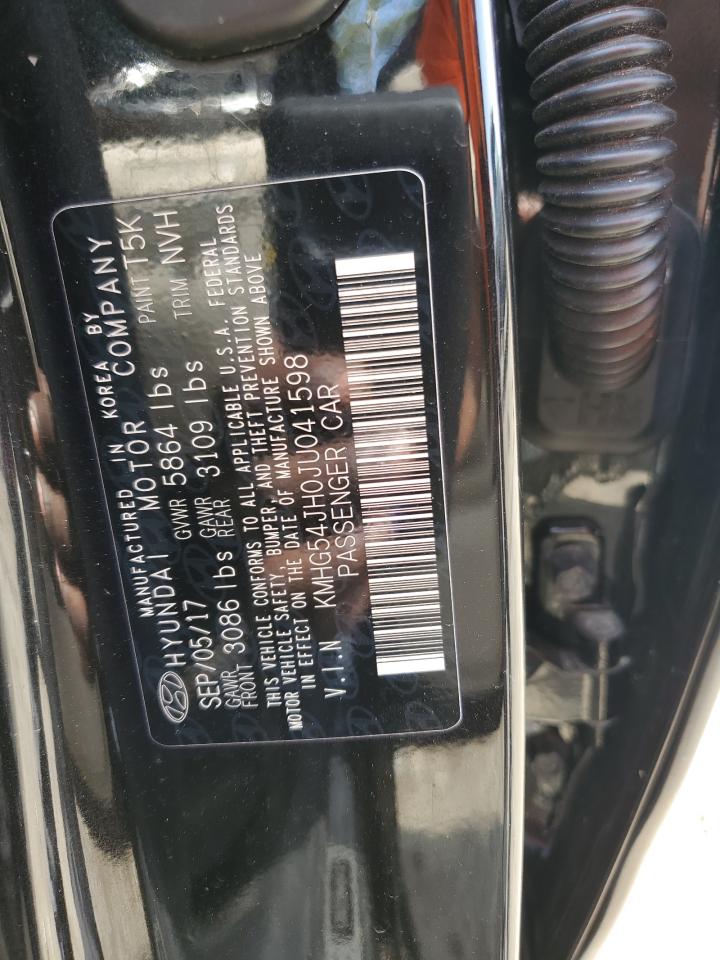 MANUFACTURED IN KOREA BY
HYUNDAI MOTOR COMPANY
SEP/05/17 GVWR 5864 lbs PAINT T5K
GAWR FRONT 3086 lbs GAWR REAR 3109 lbs TRIM NVH
THIS VEHICLE CONFORMS TO ALL APPLICABLE U.S.A. FEDERAL
MOTOR VEHICLE SAFETY, BUMPER AND THEFT PREVENTION STANDARDS
IN EFFECT ON THE DATE OF MANUFACTURE SHOWN ABOVE
V.I.N KMHG54JH0JU041598
PASSENGER CAR